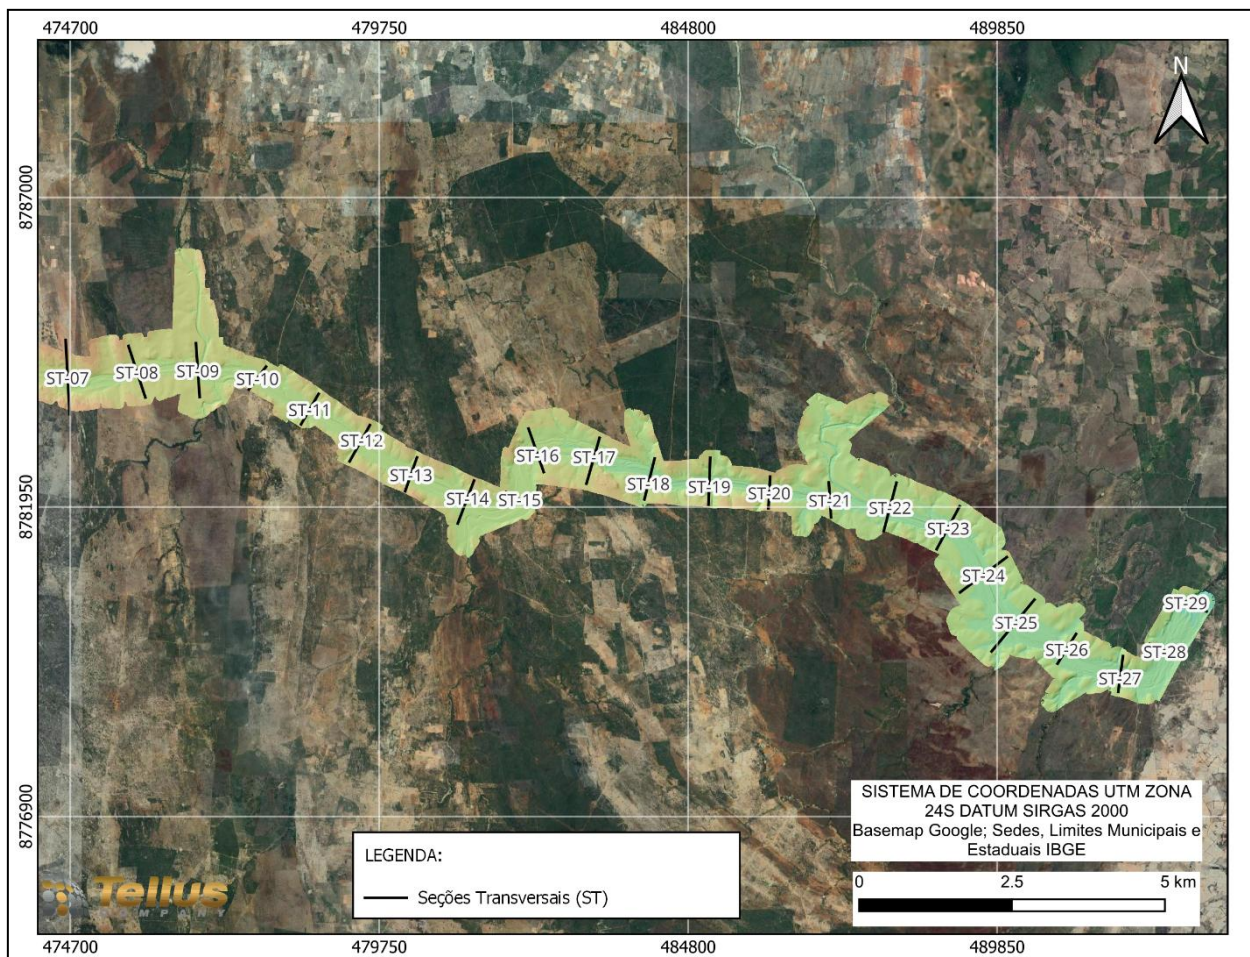 474700 479750 484800 489850
N
8787000
ST-07
ST-08
ST-09
ST-10
ST-11
ST-12
ST-13
ST-14
ST-15
ST-16
ST-17
ST-18
ST-19
ST-20
ST-21
ST-22
ST-23
ST-24
ST-25
ST-26
ST-27
ST-28
ST-29
8781950
8776900
SISTEMA DE COORDENADAS UTM ZONA
24S DATUM SIRGAS 2000
Basemap Google; Sedes, Limites Municipais e
Estaduais IBGE
0 2.5 5 km
LEGENDA:
Seções Transversais (ST)
Tellus
COMPANY
474700 479750 484800 489850